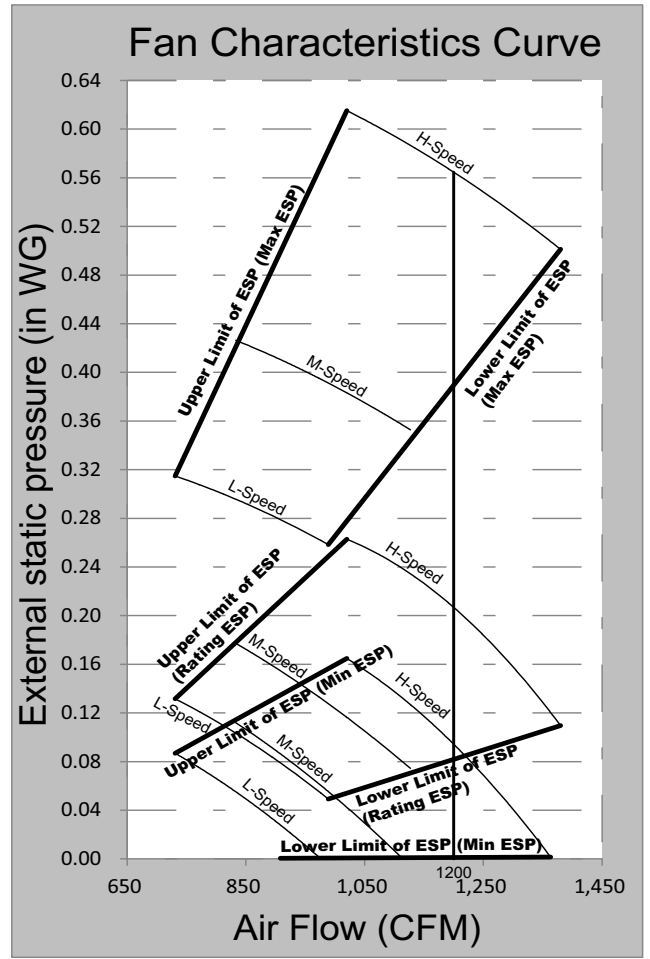 Fan Characteristics Curve
External static pressure (in WG)
0.64
0.60
0.56
0.52
0.48
0.44
0.40
0.36
0.32
0.28
0.24
0.20
0.16
0.12
0.08
0.04
0.00
H-Speed
Upper Limit of ESP (Max ESP)
Lower Limit of ESP
(Max ESP)
M-Speed
L-Speed
H-Speed
Upper Limit of ESP
(Rating ESP)
M-Speed
L-Speed
Upper Limit of ESP (Min ESP)
H-Speed
M-Speed
L-Speed
Lower Limit of ESP
(Rating ESP)
Lower Limit of ESP (Min ESP)
650
850
1,050
1200
1,250
1,450
Air Flow (CFM)